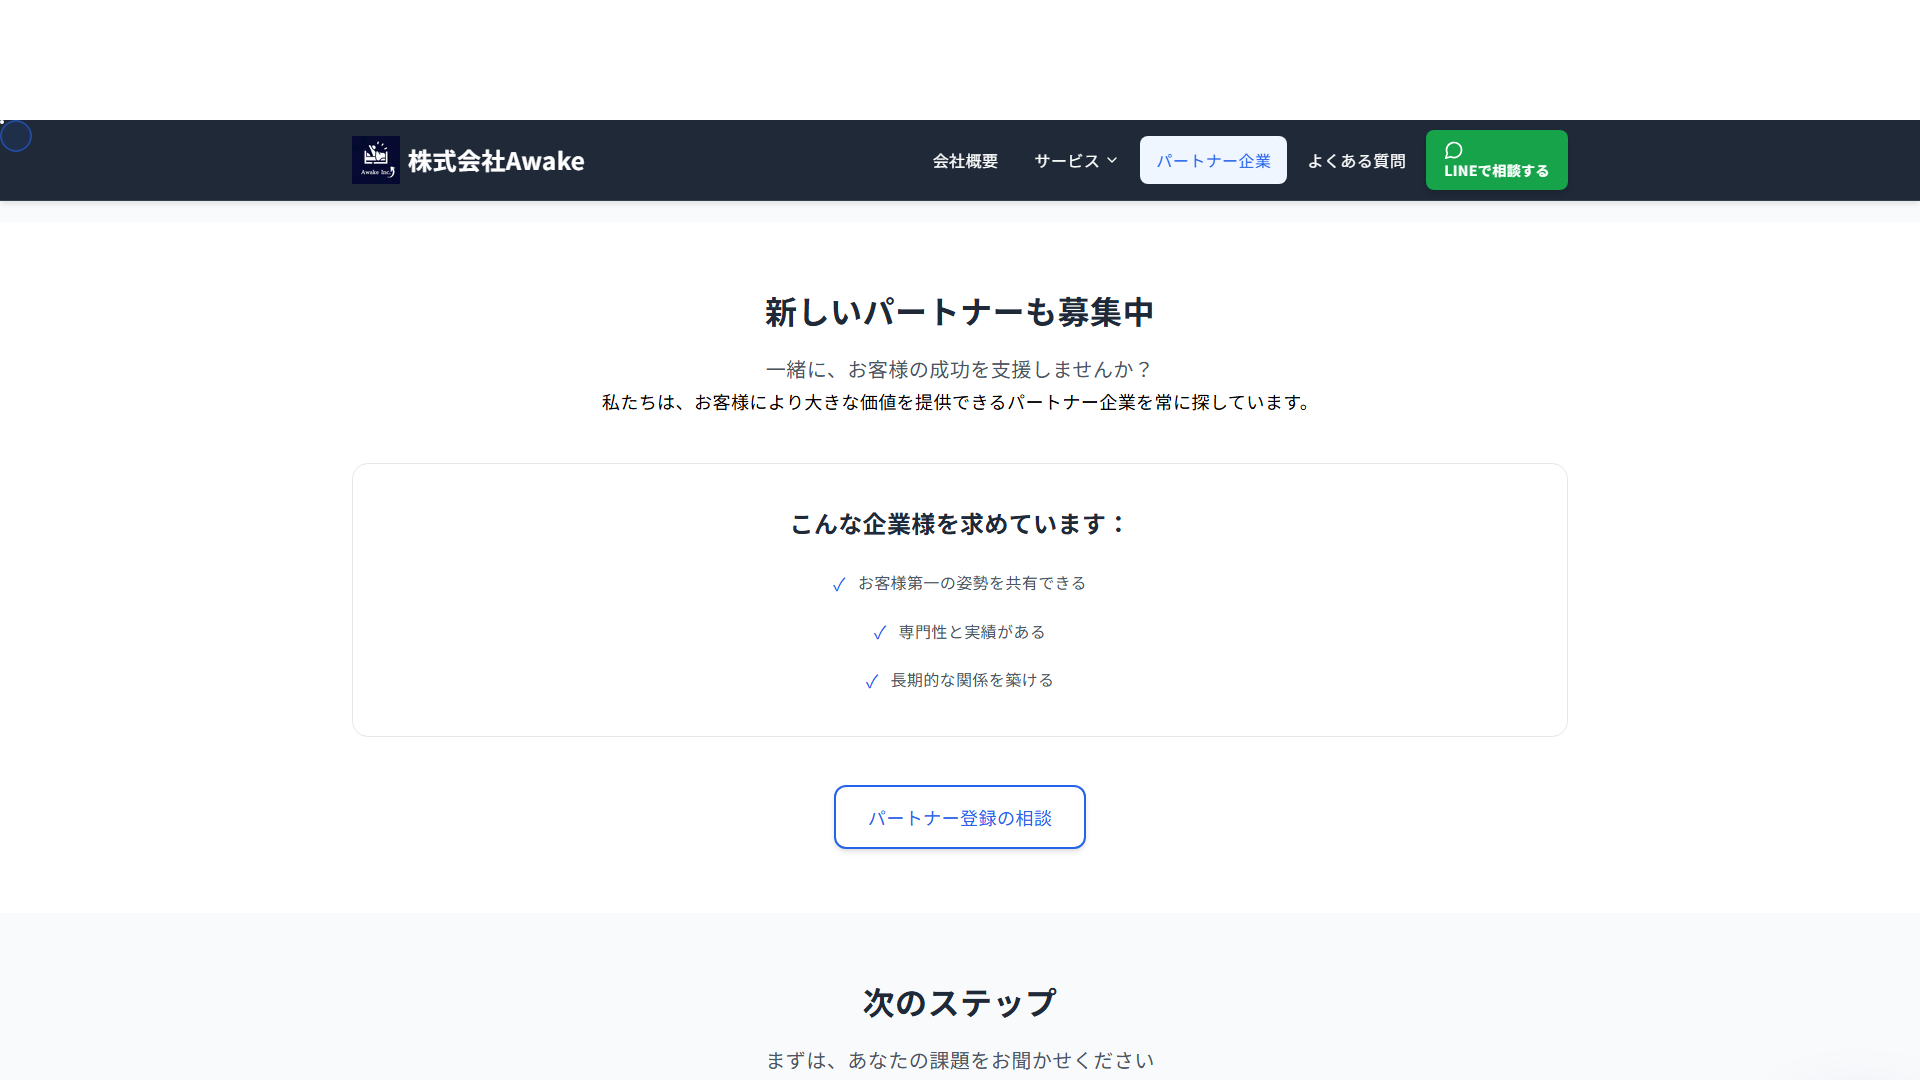 Awake Inc.
株式会社Awake
会社概要
サービス
パートナー企業
よくある質問
LINEで相談する
新しいパートナーも募集中
一緒に、お客様の成功を支援しませんか？
私たちは、お客様により大きな価値を提供できるパートナー企業を常に探しています。
こんな企業様を求めています：
✓ お客様第一の姿勢を共有できる
✓ 専門性と実績がある
✓ 長期的な関係を築ける
パートナー登録の相談
次のステップ
まずは、あなたの課題をお聞かせください